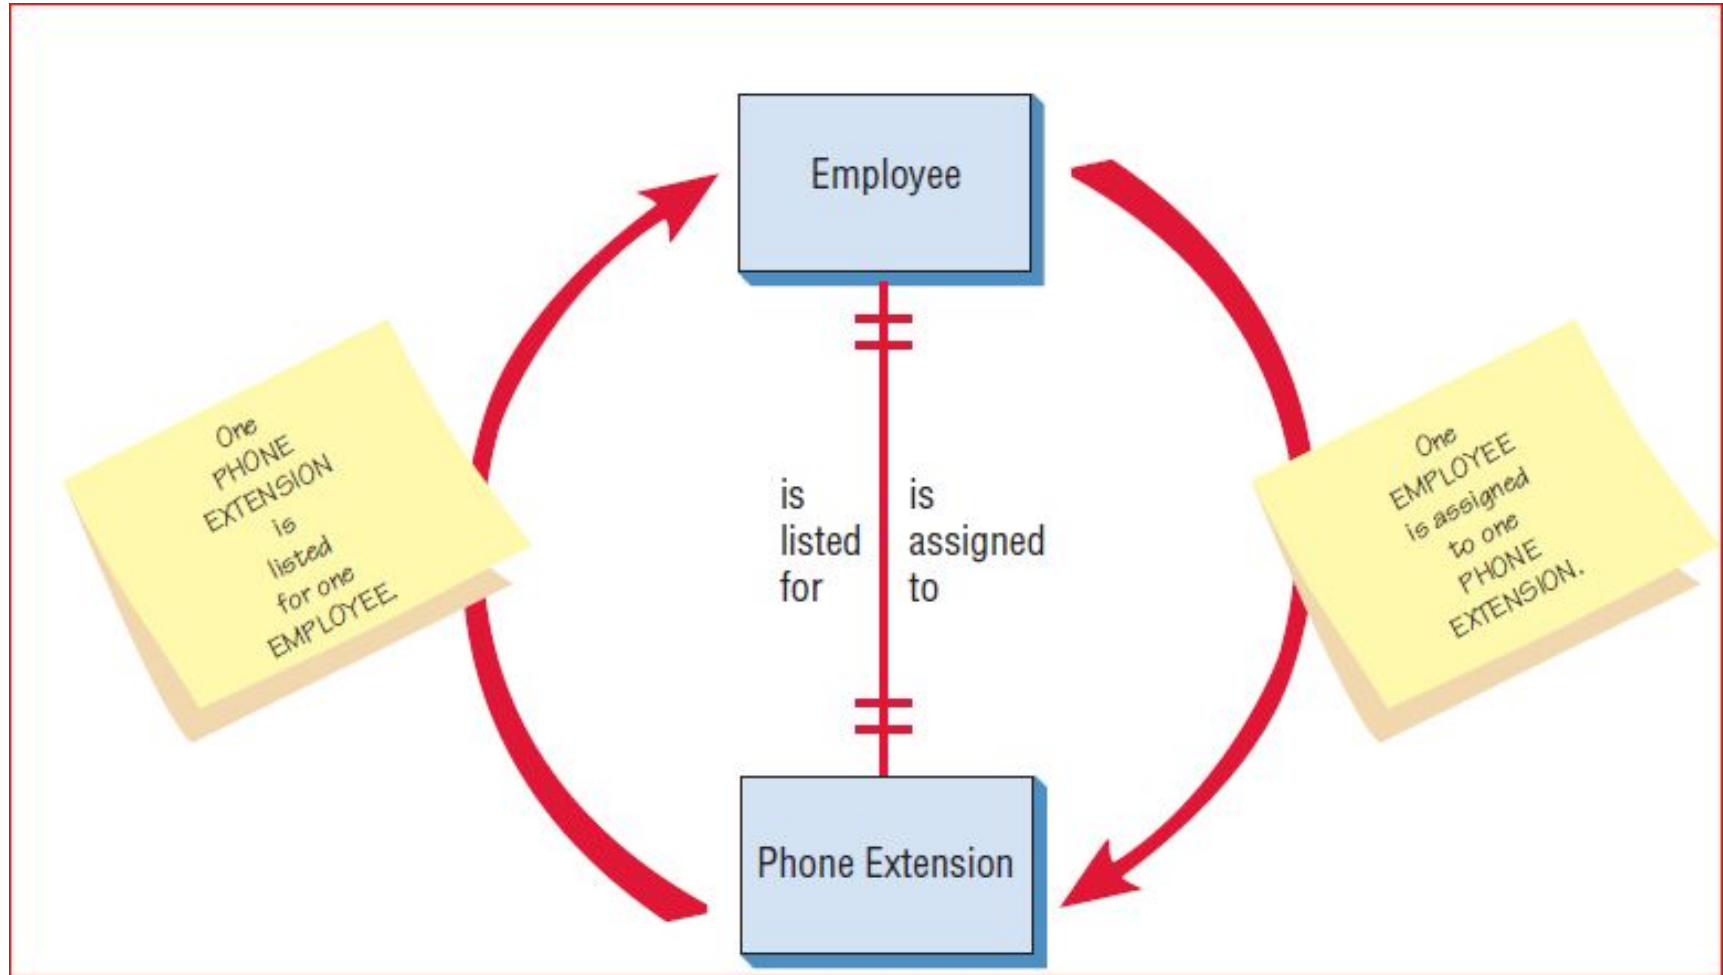 Employee
One
PHONE
EXTENSION
is
listed
for one
EMPLOYEE.
is
listed
for
is
assigned
to
One
EMPLOYEE
is assigned
to one
PHONE
EXTENSION.
Phone Extension